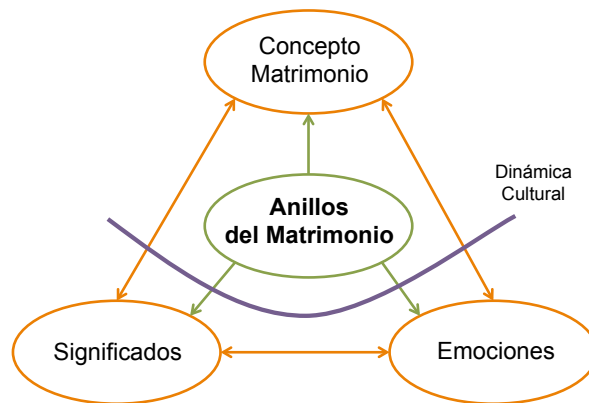 Concepto
Matrimonio
Dinámica
Cultural
Anillos
del Matrimonio
Significados
Emociones